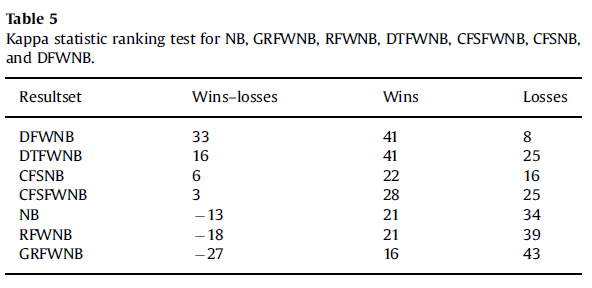 Table 5
Kappa statistic ranking test for NB, GRFWNB, RFWNB, DTFWNB, CFSFWNB, CFSNB,
and DFWNB.
Resultset Wins–losses Wins Losses
DFWNB 33 41 8
DTFWNB 16 41 25
CFSNB 6 22 16
CFSFWNB 3 28 25
NB −13 21 34
RFWNB −18 21 39
GRFWNB −27 16 43